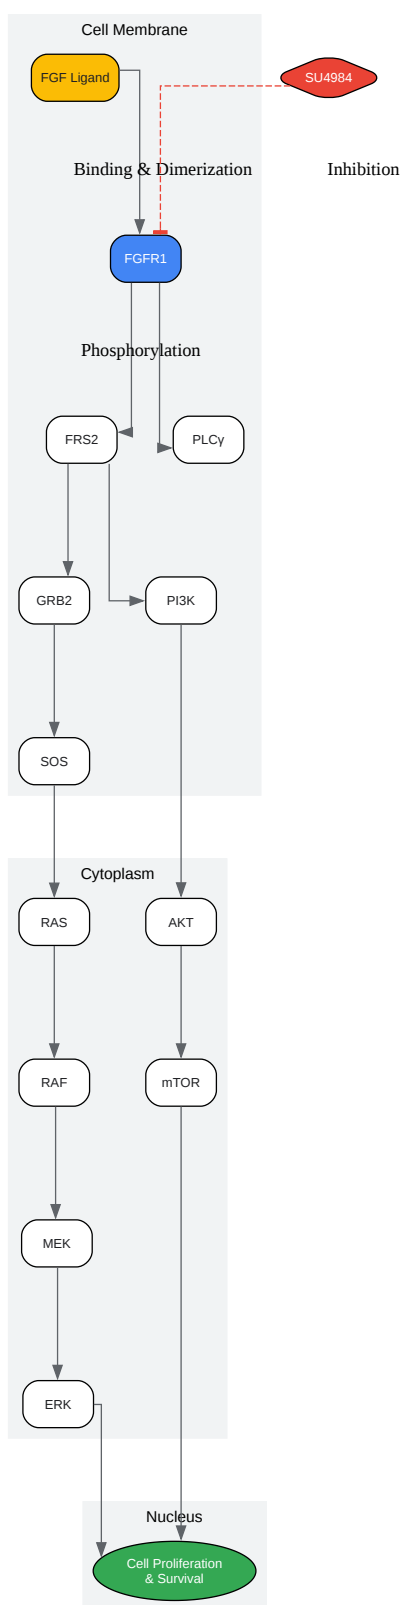 Cell Membrane
FGF Ligand
SU4984
Binding & Dimerization
Inhibition
FGFR1
Phosphorylation
FRS2
PLCγ
GRB2
PI3K
SOS
Cytoplasm
RAS
AKT
RAF
mTOR
MEK
ERK
Nucleus
Cell Proliferation
& Survival